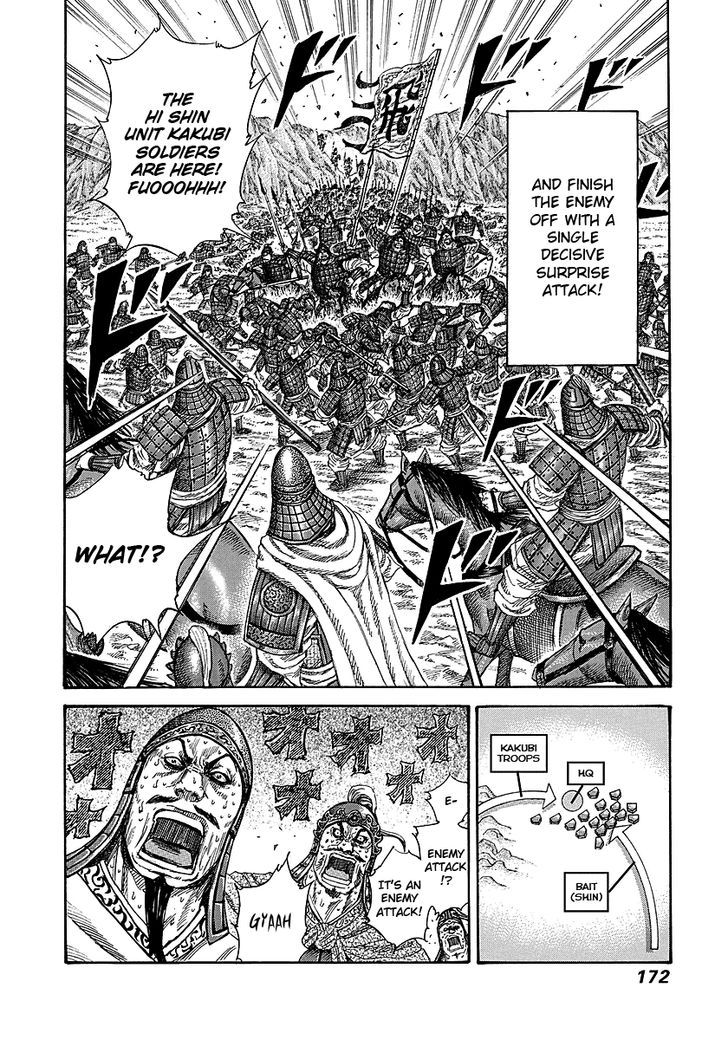 AND FINISH
THE ENEMY
OFF WITH A
SINGLE
DECISIVE
SURPRISE
ATTACK!
ド
ド
ド
ド
THE
HI SHIN
UNIT KAKUBI
SOLDIERS
ARE HERE!
FUOOOHHH!
飛
ド
ド
ド
WHAT!?
KAKUBI
TROOPS
HQ
BAIT
(SHIN)
オオオオオオ
E-
ENEMY
ATTACK
!?
IT'S AN
ENEMY
ATTACK!
GYAAH
172